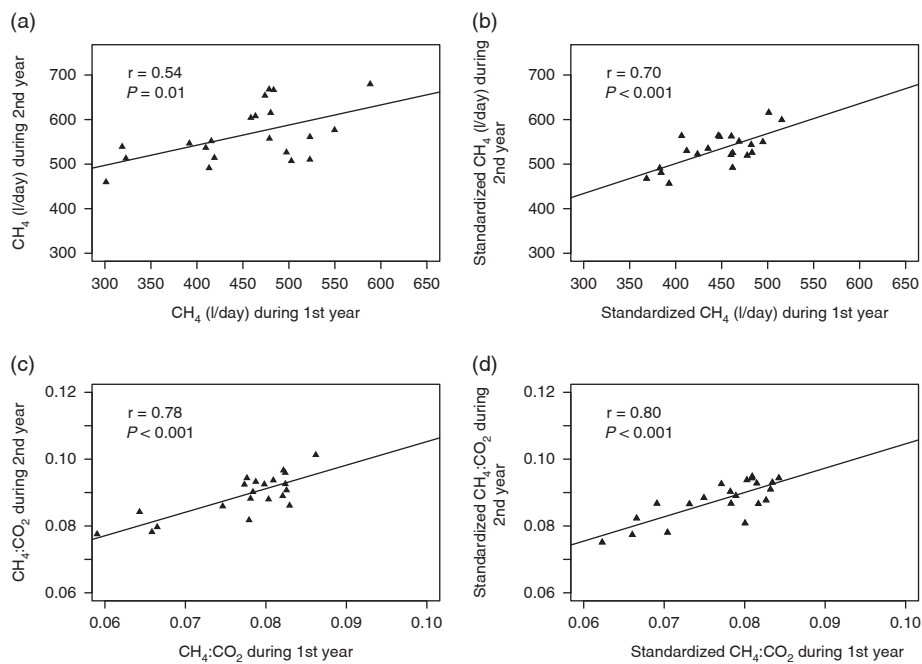 (a)
CH₄ (l/day) during 2nd year
700
600
500
400
300
r = 0.54
P = 0.01
300 350 400 450 500 550 600 650
CH₄ (l/day) during 1st year
(b)
Standardized CH₄ (l/day) during
2nd year
700
600
500
400
300
r = 0.70
P < 0.001
300 350 400 450 500 550 600 650
Standardized CH₄ (l/day) during 1st year
(c)
CH₄:CO₂ during 2nd year
0.12
0.10
0.08
0.06
r = 0.78
P < 0.001
0.06 0.07 0.08 0.09 0.10
CH₄:CO₂ during 1st year
(d)
Standardized CH₄:CO₂ during
2nd year
0.12
0.10
0.08
0.06
r = 0.80
P < 0.001
0.06 0.07 0.08 0.09 0.10
Standardized CH₄:CO₂ during 1st year